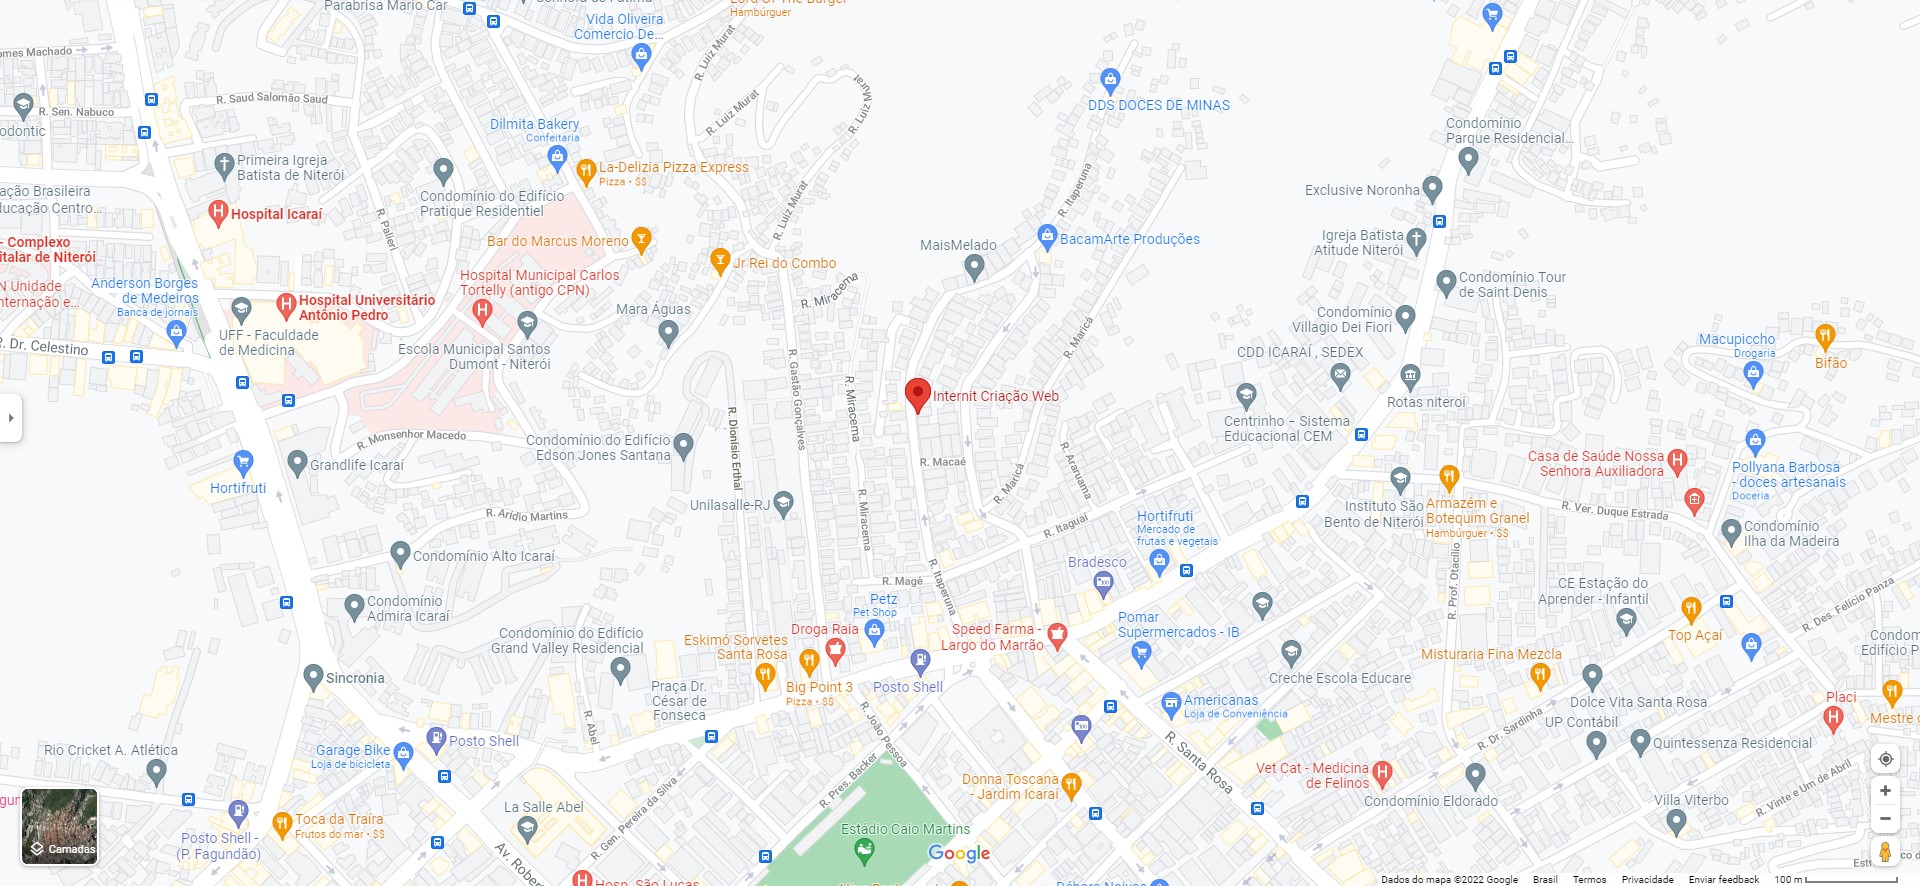 Parabrisa Mario Car
Senhora de Fátima
Lord Of The Burger
Hambúrguer
Vida Oliveira
Comercio De...
omes Machado
R. Saud Salomão Saud
R. Sen. Nabuco
odontic
R. Luiz Murat
R. Luiz Murat
R. Luiz Murat
Murat
DDS DOCES DE MINAS
Dilmita Bakery
Confeitaria
La-Delizia Pizza Express
Pizza • $$
Primeira Igreja
Batista de Niterói
Condomínio do Edifício
Pratique Residentiel
Condomínio
Parque Residencial...
Exclusive Noronha
ação Brasileira
ducação Centro...
Hospital Icaraí
R. Palieri
R. Luiz Murat
R. Itaperuna
Bar do Marcus Moreno
Jr Rei do Combo
MaisMelado
BacamArte Produções
Igreja Batista
Atitude Niterói
- Complexo
italar de Niterói
N Unidade
nternação e...
Anderson Borges
de Medeiros
Banca de jornais
Hospital Universitário
Antônio Pedro
Hospital Municipal Carlos
Tortelly (antigo CPN)
Mara Águas
R. Miracema
Condomínio Tour
de Saint Denis
Condomínio
Villagio Dei Fiori
UFF - Faculdade
de Medicina
R. Dr. Celestino
Escola Municipal Santos
Dumont - Niterói
R. Gastão Gonçalves
R. Miracema
R. Maricá
CDD ICARAÍ , SEDEX
Macupiccho
Drogaria
Bifão
Internit Criação Web
Rotas niteroi
Centrinho – Sistema
Educacional CEM
R. Monsenhor Macedo
Condomínio do Edifício
Edson Jones Santana
R. Dionísio Erthal
Grandlife Icaraí
Hortifruti
R. Macaé
R. Maricá
R. Araruama
Casa de Saúde Nossa
Senhora Auxiliadora
Pollyana Barbosa
- doces artesanais
Doceria
Unilasalle-RJ
R. Miracema
R. Arídio Martins
R. Itaguaí
Hortifruti
Mercado de
frutas e vegetais
Instituto São
Bento de Niterói
Armazém e
Botequim Granel
Hambúrguer • $$
R. Ver. Duque Estrada
Condomínio
Ilha da Madeira
Condomínio Alto Icaraí
R. Magé
R. Itaperuna
Bradesco
R. Prof. Otacílio
CE Estação do
Aprender - Infantil
R. Des. Felício Panza
Condomínio
Admira Icaraí
Petz
Pet Shop
Pomar
Supermercados - IB
Top Açaí
Condomínio do Edifício
Grand Valley Residencial
Eskimó Sorvetes
Santa Rosa
Droga Raia
Speed Farma -
Largo do Marrão
Condom
Edifício P
Misturaria Fina Mezcla
Sincronia
Praça Dr.
César de
Fonseca
Big Point 3
Pizza • $$
Posto Shell
Creche Escola Educare
Dolce Vita Santa Rosa
Placi
Americanas
Loja de Conveniência
R. Abel
R. João Pessoa
UP Contábil
Mestre
Rio Cricket A. Atlética
Garage Bike
Loja de bicicleta
Posto Shell
R. Santa Rosa
R. Dr. Sardinha
Quintessenza Residencial
R. Pres. Backer
R. Gen. Pereira da Silva
Donna Toscana
- Jardim Icaraí
Vet Cat - Medicina
de Felinos
R. Vinte e Um de Abril
Condomínio Eldorado
Villa Viterbo
La Salle Abel
Toca da Traíra
Frutos do mar • $$
Posto Shell -
(P. Fagundão)
Estádio Caio Martins
Camadas
Av. Rober
Google
Hosp. São Lucas
Débora Neives
Dados do mapa ©2022 Google
Brasil
Termos
Privacidade
Enviar feedback
100 m